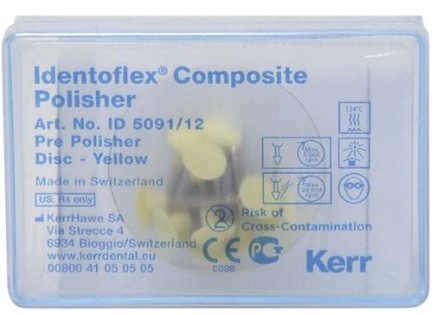 Identoflex® Composite
Polisher
Art. No. ID 5091/12
Pre Polisher
Disc - Yellow
Made in Switzerland
US: Rx only
KerrHawe SA
Via Strecce 4
6934 Bioggio/Switzerland
www.kerrdental.eu
00800 41 05 05 05
2
Risk of
Cross-Contamination
CE
Kerr